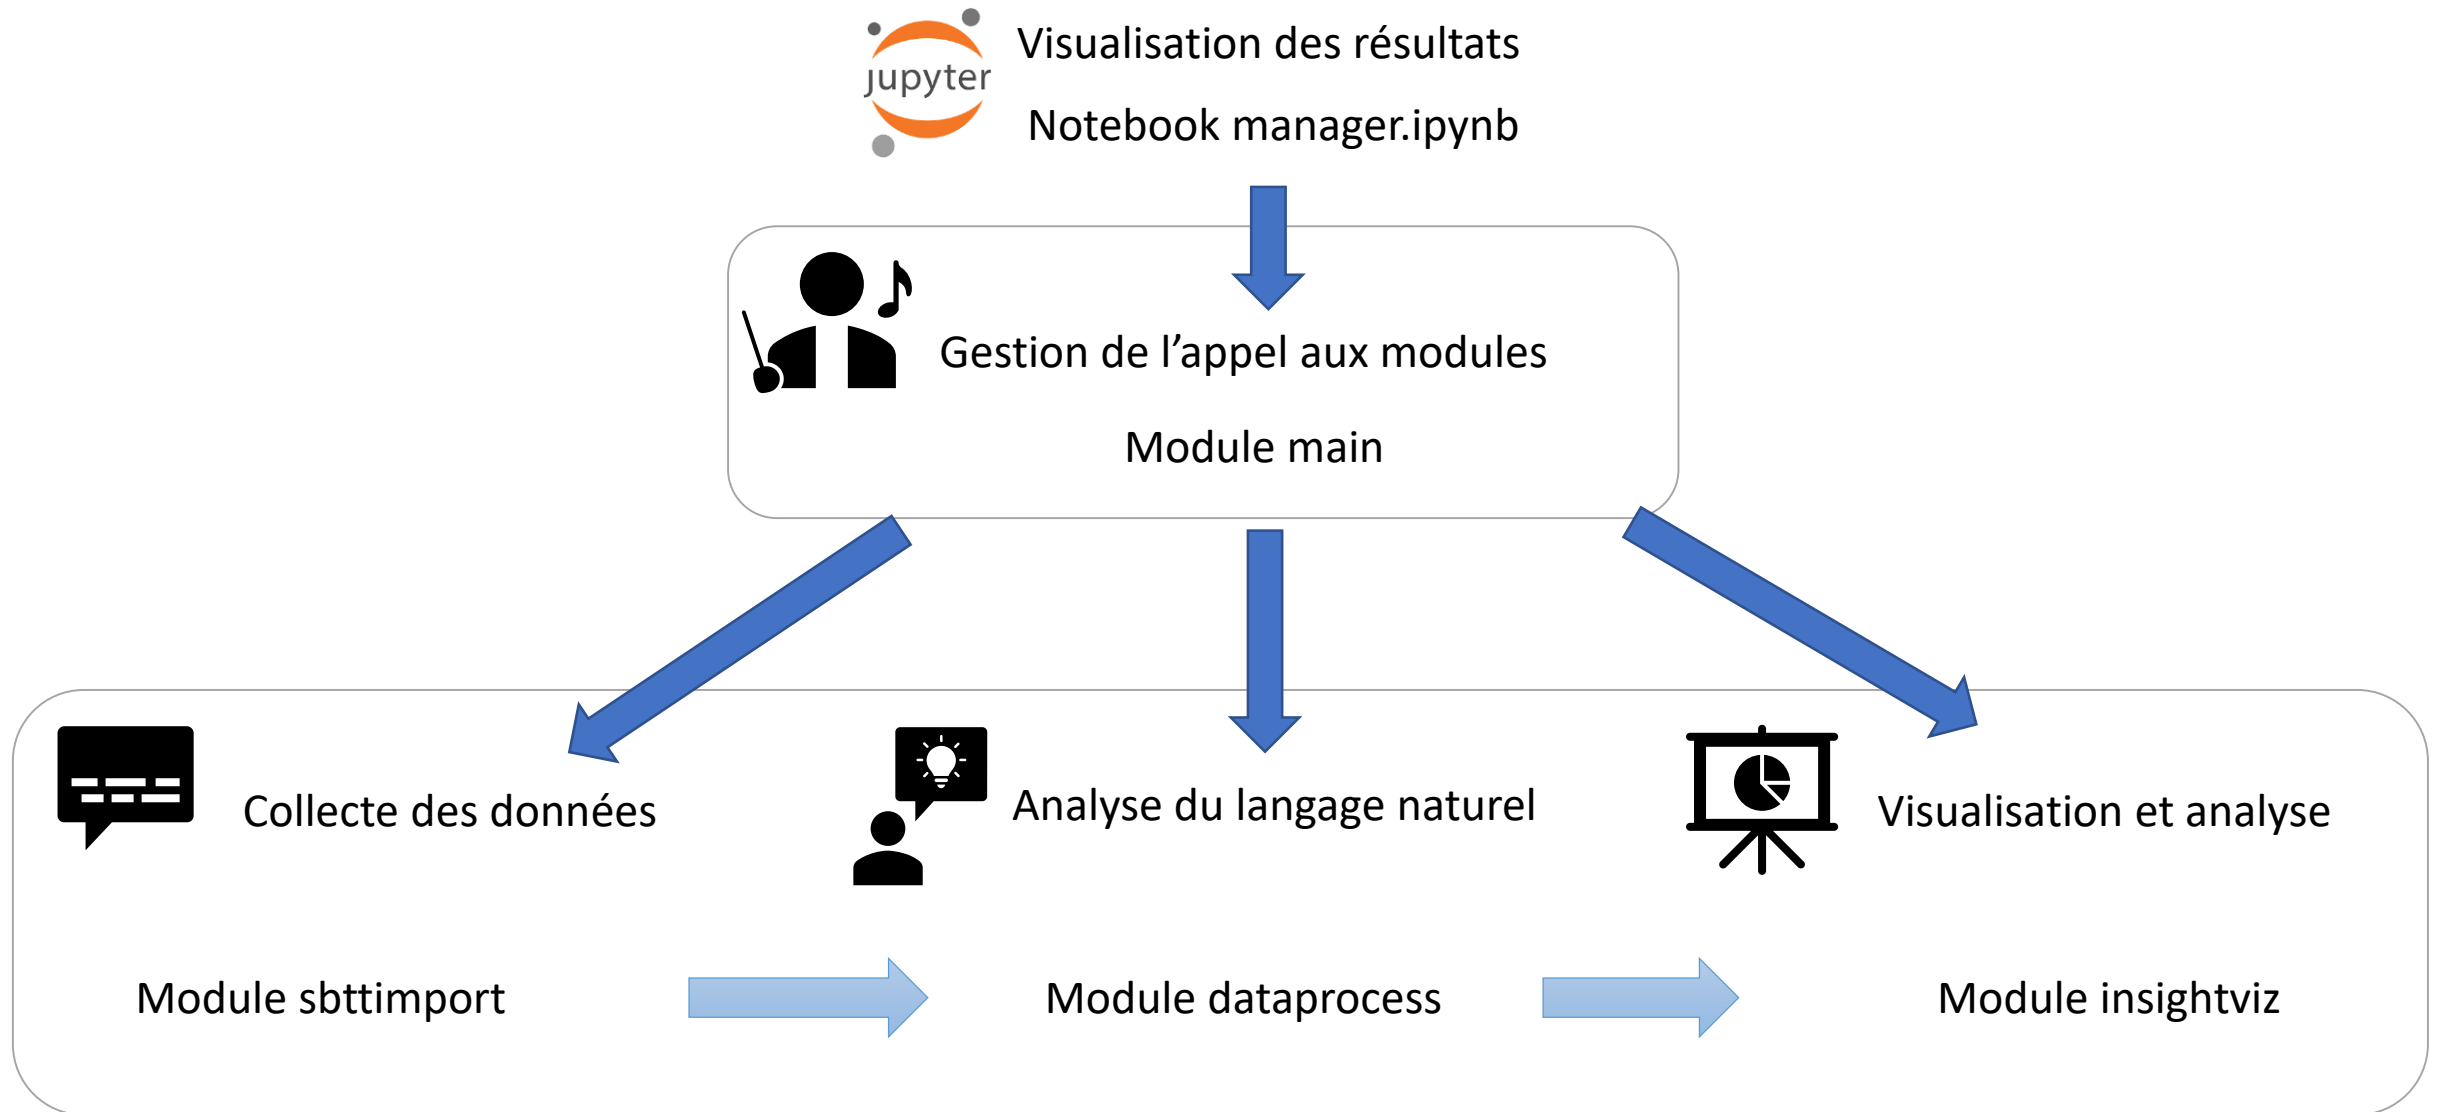 jupyter
Visualisation des résultats
Notebook manager.ipynb
Gestion de l’appel aux modules
Module main
Collecte des données
Analyse du langage naturel
Visualisation et analyse
Module sbttimport
Module dataprocess
Module insightviz